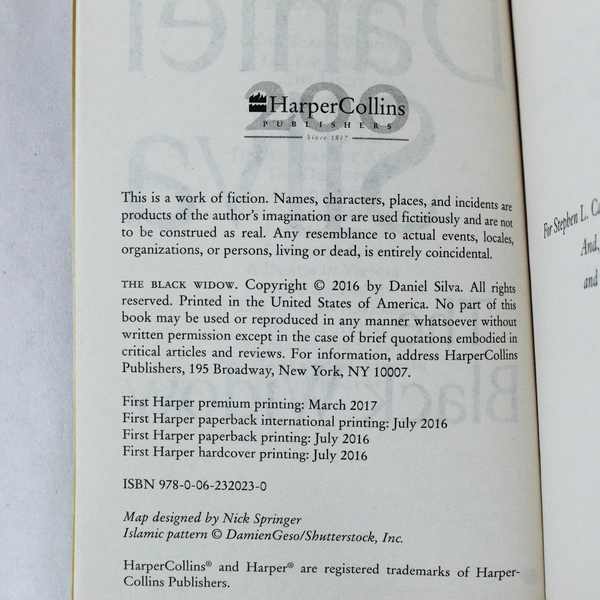 200
HarperCollins
PUBLISHERS
Since 1817
This is a work of fiction. Names, characters, places, and incidents are
products of the author's imagination or are used fictitiously and are not
to be construed as real. Any resemblance to actual events, locales,
organizations, or persons, living or dead, is entirely coincidental.
THE BLACK WIDOW. Copyright © 2016 by Daniel Silva. All rights
reserved. Printed in the United States of America. No part of this
book may be used or reproduced in any manner whatsoever without
written permission except in the case of brief quotations embodied in
critical articles and reviews. For information, address HarperCollins
Publishers, 195 Broadway, New York, NY 10007.
First Harper premium printing: March 2017
First Harper paperback international printing: July 2016
First Harper paperback printing: July 2016
First Harper hardcover printing: July 2016
ISBN 978-0-06-232023-0
Map designed by Nick Springer
Islamic pattern © DamienGeso/Shutterstock, Inc.
HarperCollins® and Harper® are registered trademarks of Harper-
Collins Publishers.
For Stephen L. Ca
And,
and